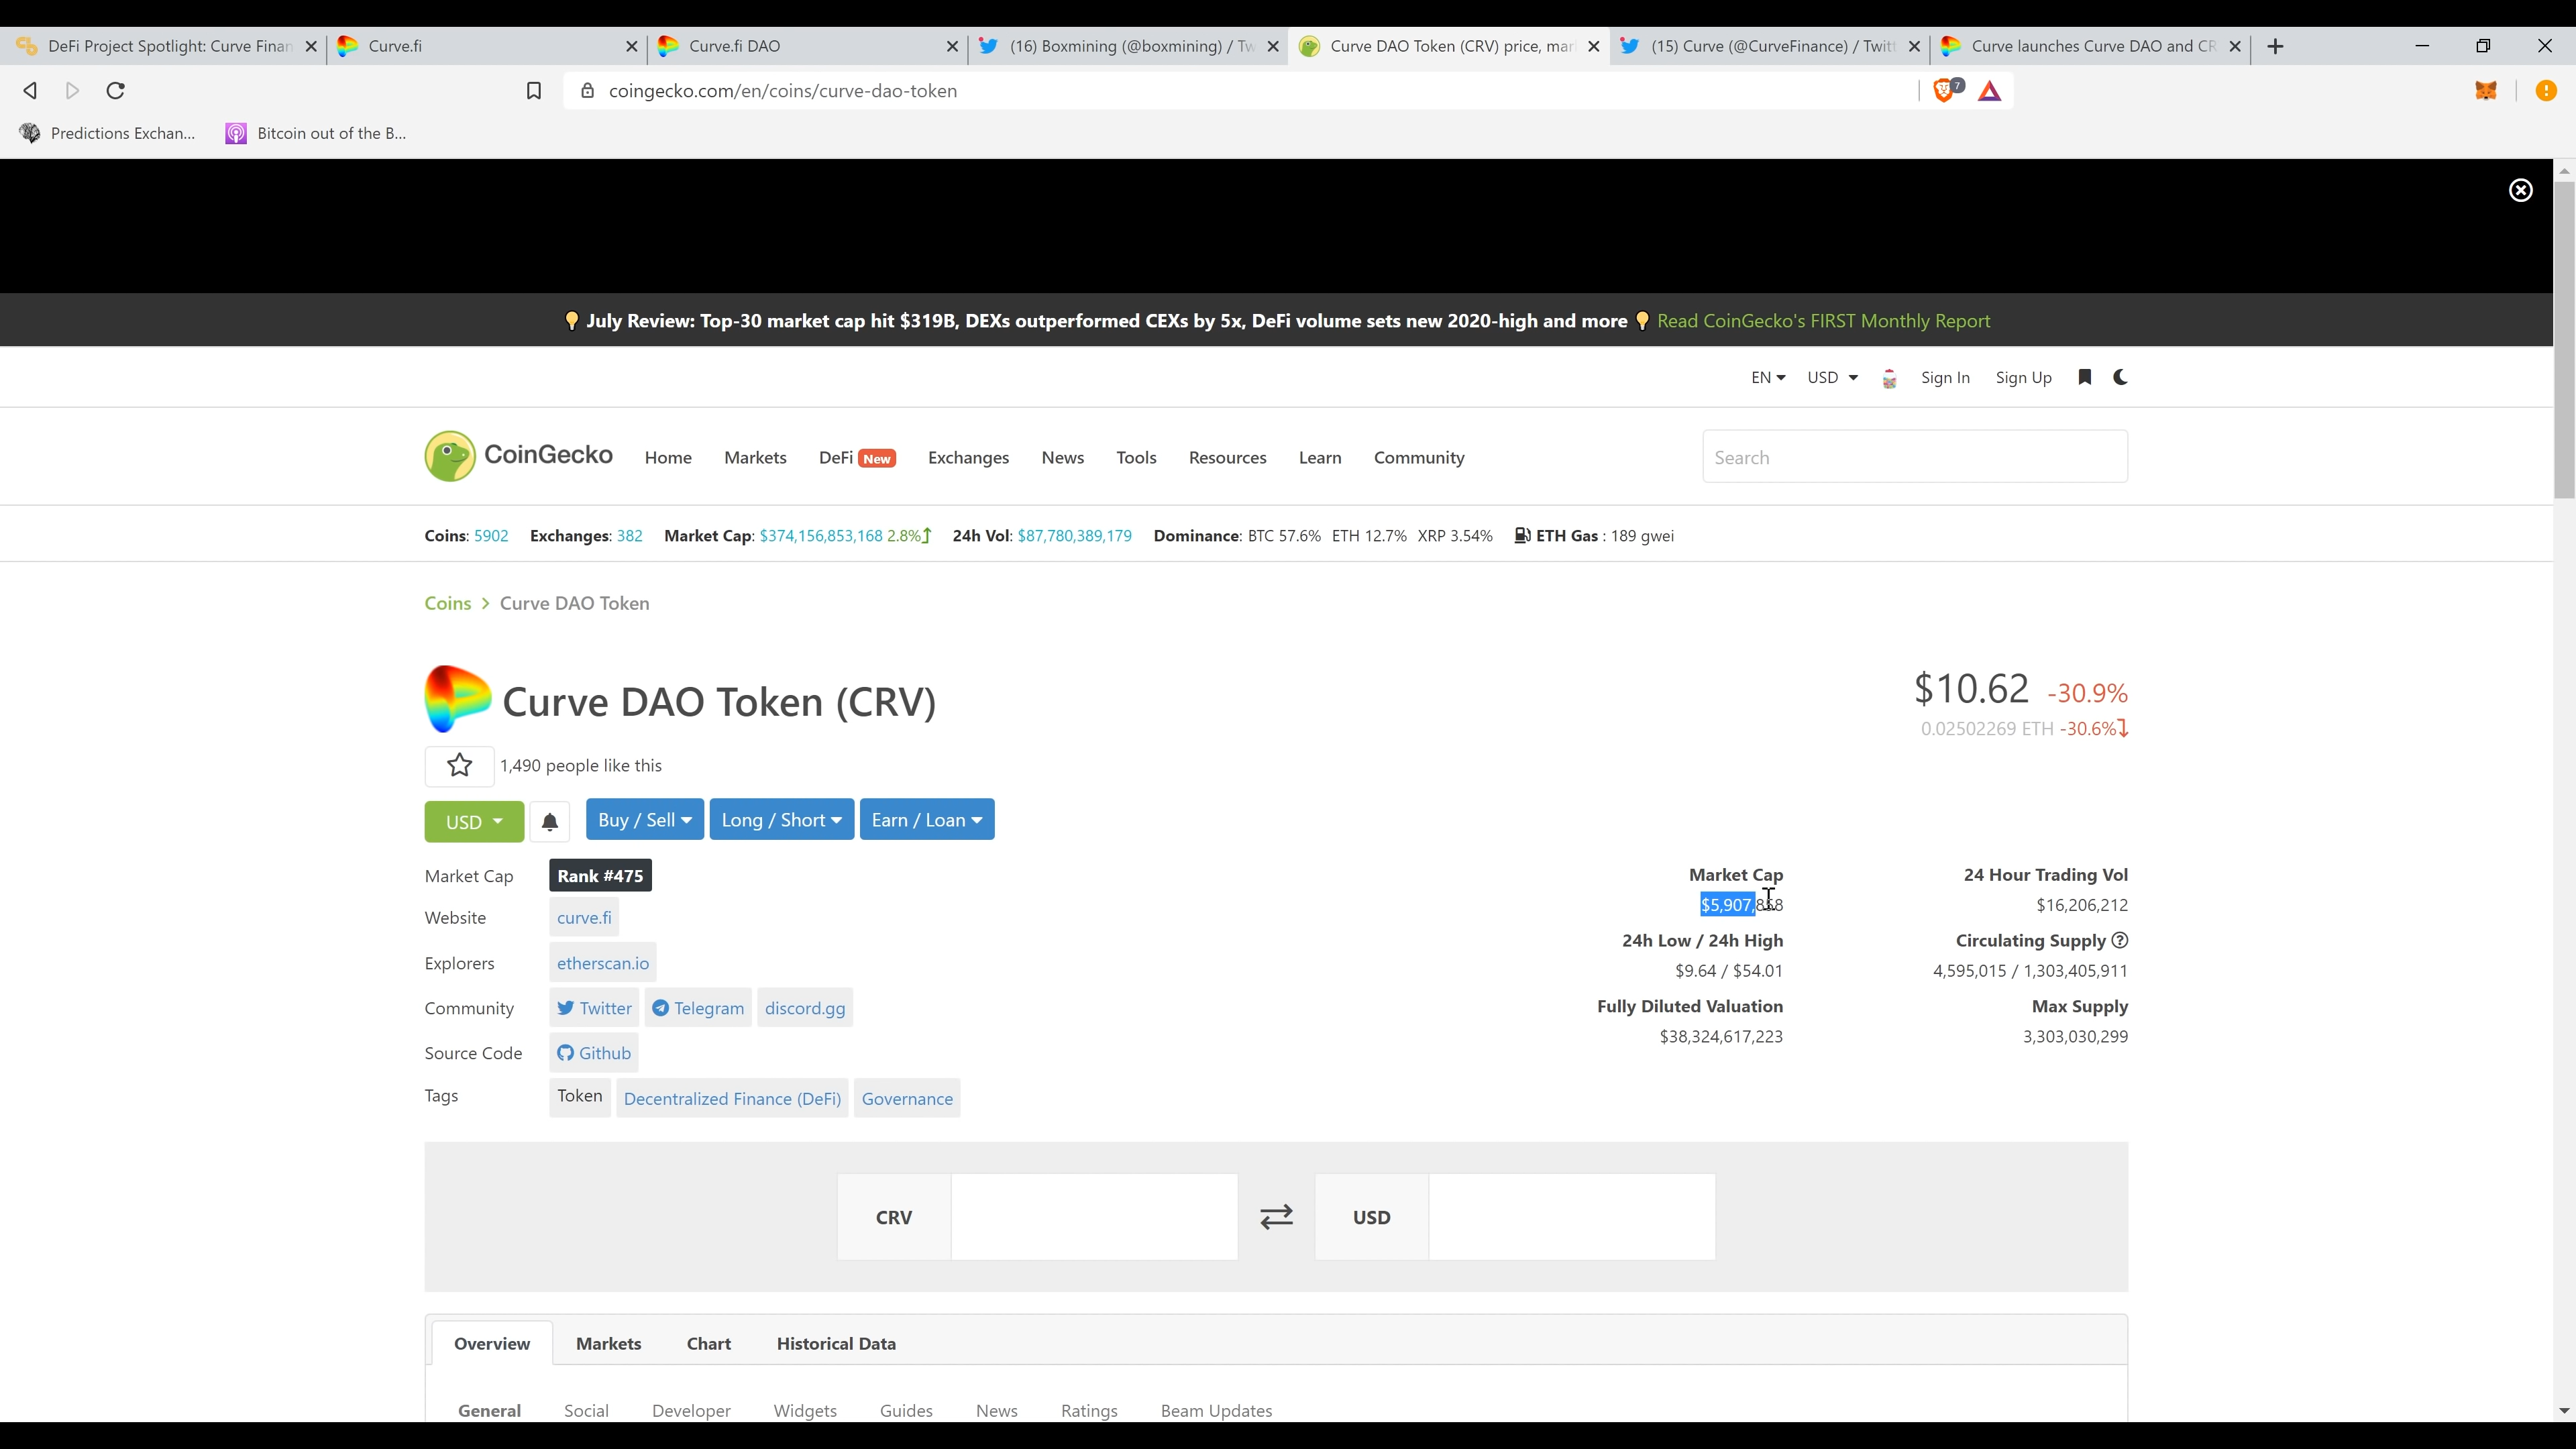 DeFi Project Spotlight: Curve Finan
Curve.fi
Curve.fi DAO
(16) Boxmining (@boxmining) / Tw
Curve DAO Token (CRV) price, mar
(15) Curve (@CurveFinance) / Twitt
Curve launches Curve DAO and CR
coingecko.com/en/coins/curve-dao-token
7
Predictions Exchan...
Bitcoin out of the B...
July Review: Top-30 market cap hit $319B, DEXs outperformed CEXs by 5x, DeFi volume sets new 2020-high and more Read CoinGecko's FIRST Monthly Report
EN USD Sign In Sign Up
CoinGecko
Home Markets DeFi New Exchanges News Tools Resources Learn Community
Search
Coins: 5902 Exchanges: 382 Market Cap: $374,156,853,168 2.8% 24h Vol: $87,780,389,179 Dominance: BTC 57.6% ETH 12.7% XRP 3.54% ETH Gas : 189 gwei
Coins > Curve DAO Token
Curve DAO Token (CRV)
$10.62 -30.9%
0.02502269 ETH -30.6%
1,490 people like this
USD
Buy / Sell
Long / Short
Earn / Loan
Market Cap Rank #475
Website curve.fi
Explorers etherscan.io
Community Twitter Telegram discord.gg
Source Code Github
Tags Token Decentralized Finance (DeFi) Governance
Market Cap
$5,907,
24 Hour Trading Vol
$16,206,212
24h Low / 24h High
$9.64 / $54.01
Circulating Supply
4,595,015 / 1,303,405,911
Fully Diluted Valuation
$38,324,617,223
Max Supply
3,303,030,299
CRV
USD
Overview Markets Chart Historical Data
General Social Developer Widgets Guides News Ratings Beam Updates